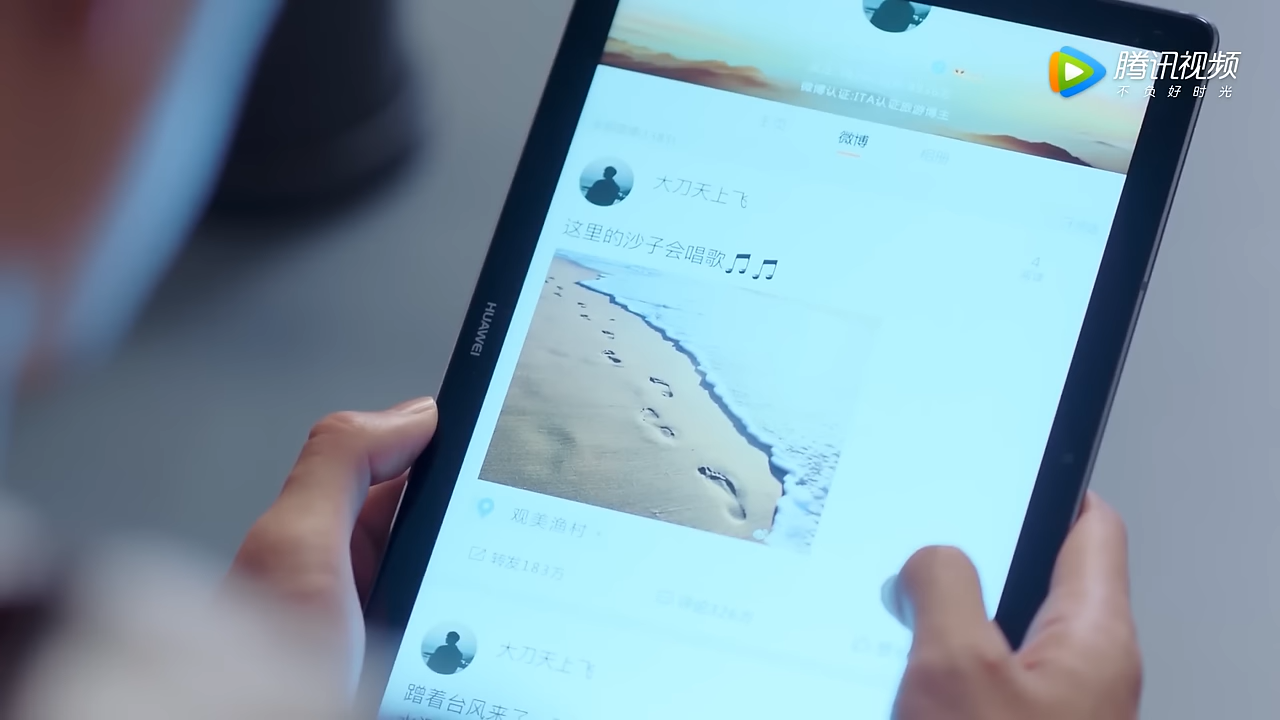 腾讯视频
不负好时光
微博认证:ITA认证旅游博主
微博
大刀天上飞
这里的沙子会唱歌🎵🎵
HUAWEI
观美渔村
转发183万
大刀天上飞
蹭着台风来了